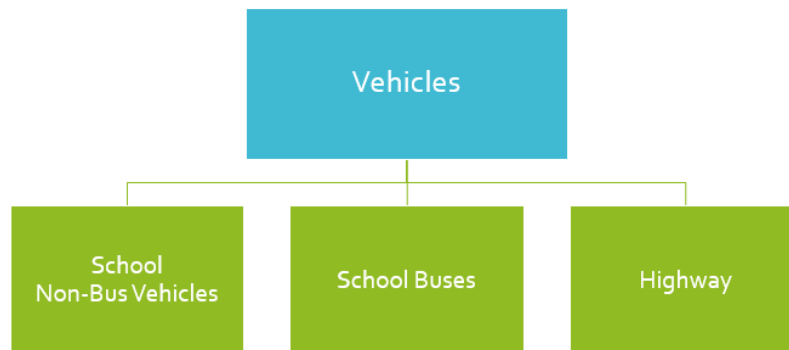 Vehicles
School
Non-Bus Vehicles
School Buses
Highway